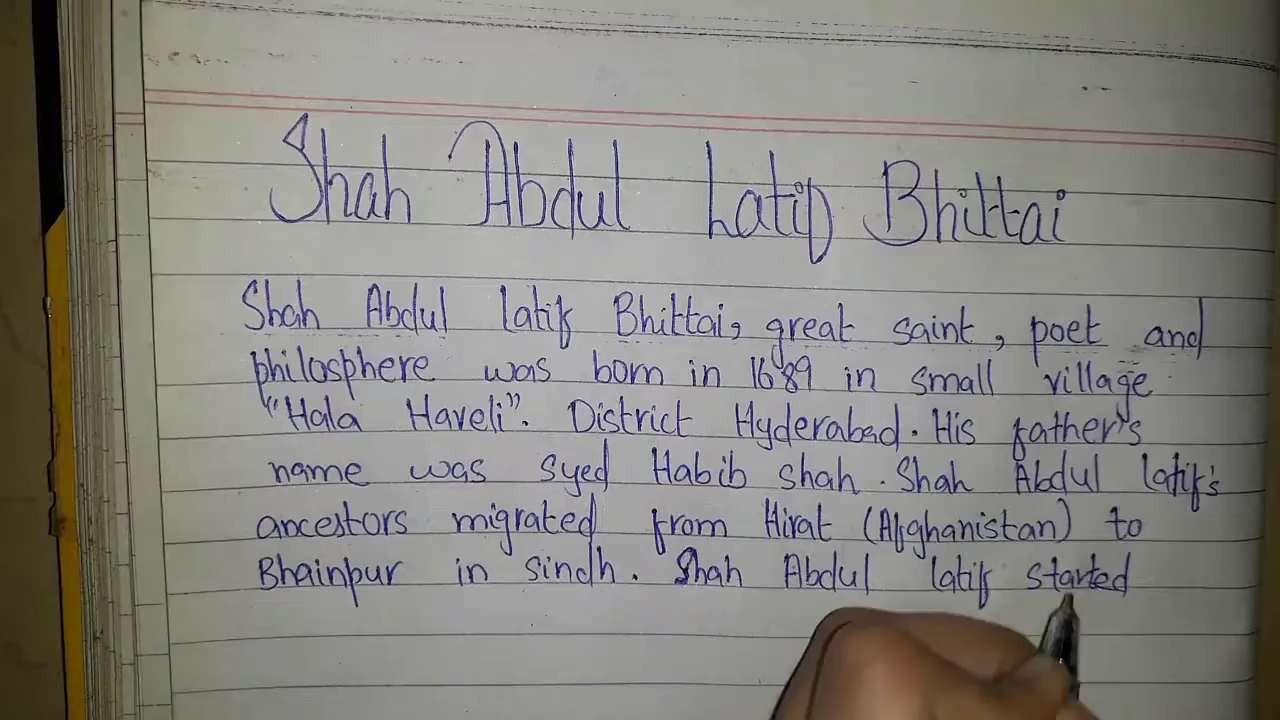 Shah Abdul Latif Bhittai
Shah Abdul latif Bhittai, great saint, poet and
philosphere was born in 1689 in small village
"Hala Haveli". District Hyderabad. His father's
name was syed Habib shah. Shah Abdul latif's
ancestors migrated from Hirat (Afghanistan) to
Bhainpur in sindh. Shah Abdul latif started